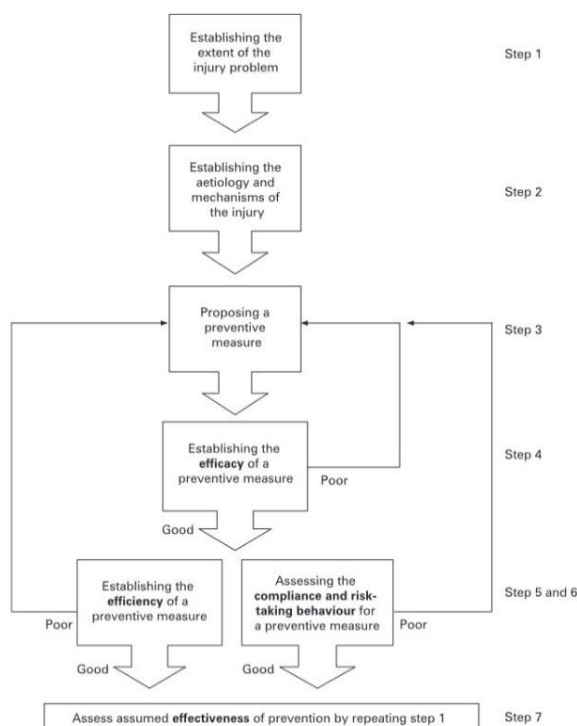 Establishing the
extent of the
injury problem
Step 1
Establishing the
aetiology and
mechanisms of
the injury
Step 2
Proposing a
preventive
measure
Step 3
Establishing the
efficacy of a
preventive measure
Step 4
Poor
Good
Establishing the
efficiency of a
preventive measure
Assessing the
compliance and risk-
taking behaviour for
a preventive measure
Step 5 and 6
Poor
Poor
Good
Good
Assess assumed effectiveness of prevention by repeating step 1
Step 7